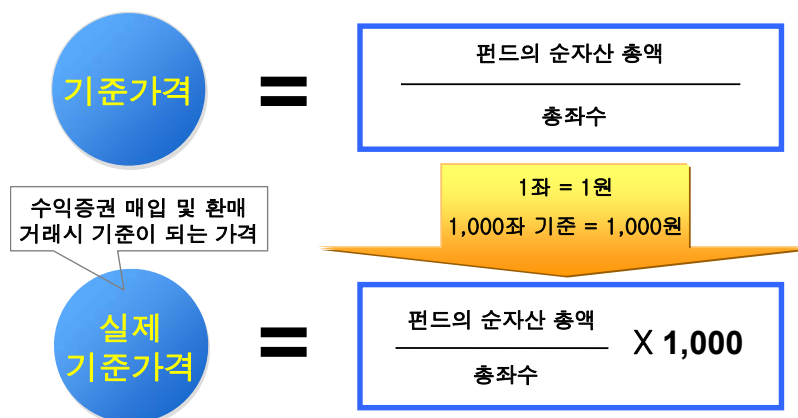 기준가격
=
펀드의 순자산 총액
총좌수
1좌 = 1원
1,000좌 기준 = 1,000원
수익증권 매입 및 환매
거래시 기준이 되는 가격
실제
기준가격
=
펀드의 순자산 총액
총좌수
X 1,000